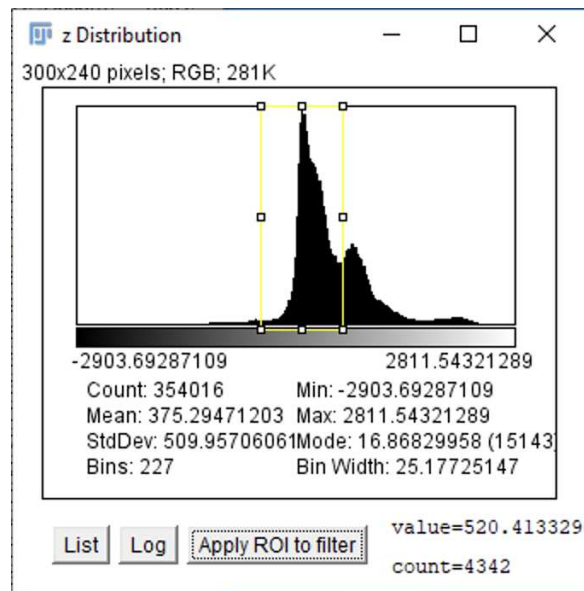 z Distribution
300x240 pixels; RGB; 281K
-2903.69287109 2811.54321289
Count: 354016 Min: -2903.69287109
Mean: 375.29471203 Max: 2811.54321289
StdDev: 509.95706061 Mode: 16.86829958 (15143)
Bins: 227 Bin Width: 25.17725147
List Log Apply ROI to filter value=520.413329
count=4342